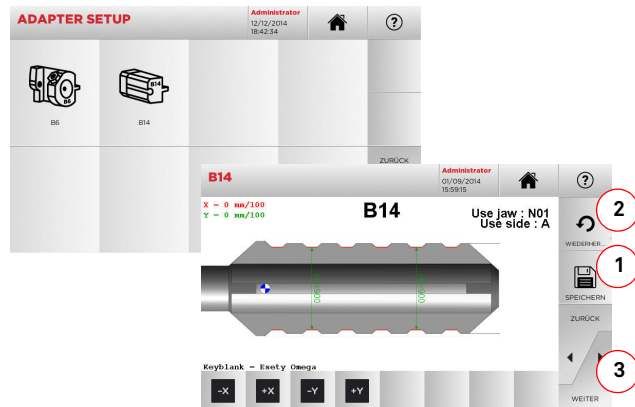 ADAPTER SETUP
Administrator
12/12/2014
18:42:34
?
B6
B14
B6
B14
ZURÜCK
B14
Administrator
01/09/2014
15:59:15
?
X - 0 mm/100
Y - 0 mm/100
B14
Use jaw : N01
Use side : A
2
WIEDERHER...
1
SPEICHERN
ZURÜCK
3
WEITER
Keyblank - Esety Omega
-X
+X
-Y
+Y